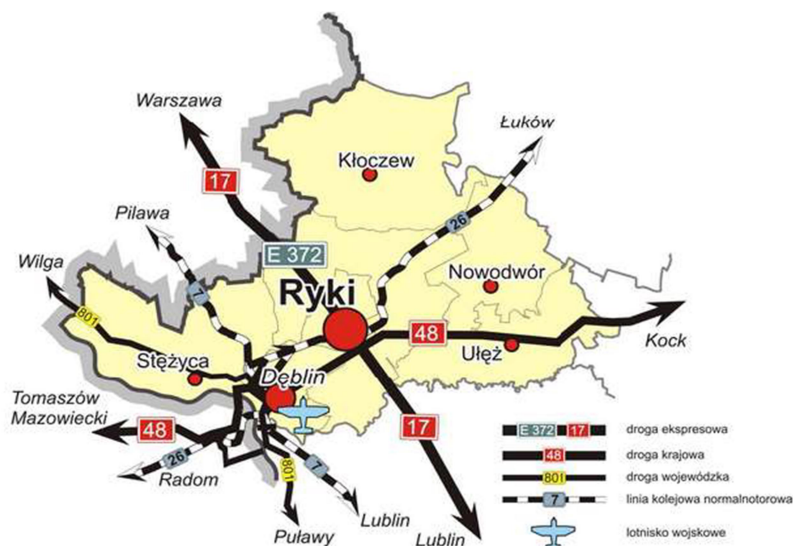 Warszawa
Łuków
Kłoczew
17
26
Pilawa
Wilga
E 372
Nowodwór
7
Ryki
801
48
Ułęż
Kock
Stężyca
Dęblin
Tomaszów
Mazowiecki
48
17
26
Radom
801
7
Puławy
Lublin
Lublin
E 372 17 droga ekspresowa
48 droga krajowa
801 droga wojewódzka
7 linia kolejowa normalnotorowa
lotnisko wojskowe